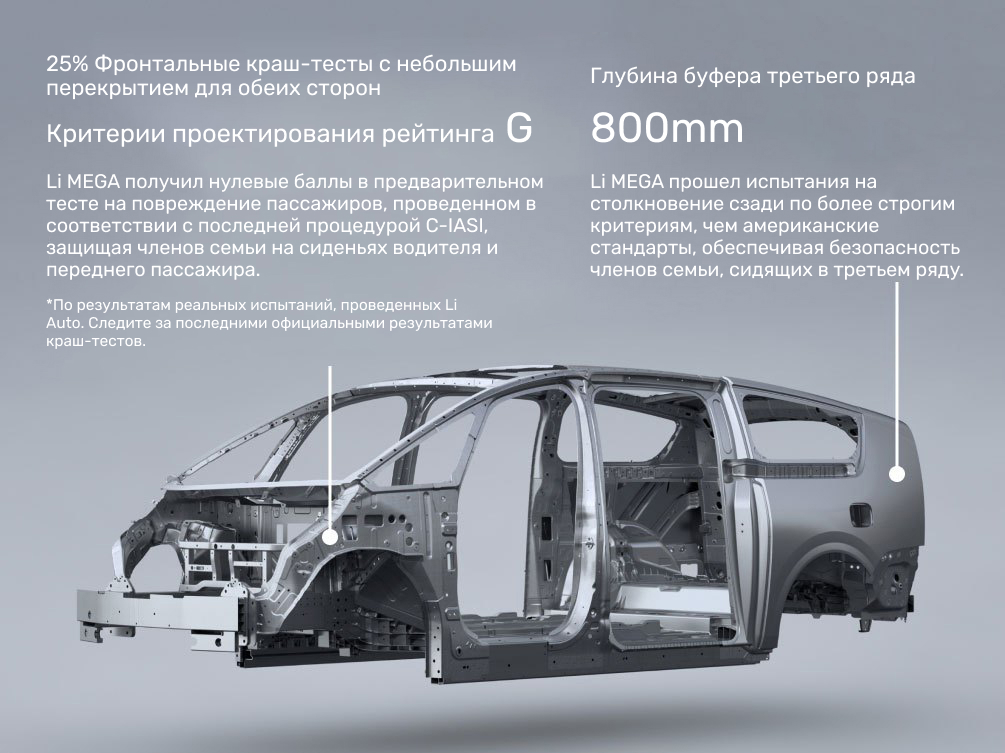 25% Фронтальные краш-тесты с небольшим
перекрытием для обеих сторон
Критерии проектирования рейтинга G
Li MEGA получил нулевые баллы в предварительном
тесте на повреждение пассажиров, проведенном в
соответствии с последней процедурой C-IASI,
защищая членов семьи на сиденьях водителя и
переднего пассажира.
*По результатам реальных испытаний, проведенных Li
Auto. Следите за последними официальными результатами
краш-тестов.
Глубина буфера третьего ряда
800mm
Li MEGA прошел испытания на
столкновение сзади по более строгим
критериям, чем американские
стандарты, обеспечивая безопасность
членов семьи, сидящих в третьем ряду.